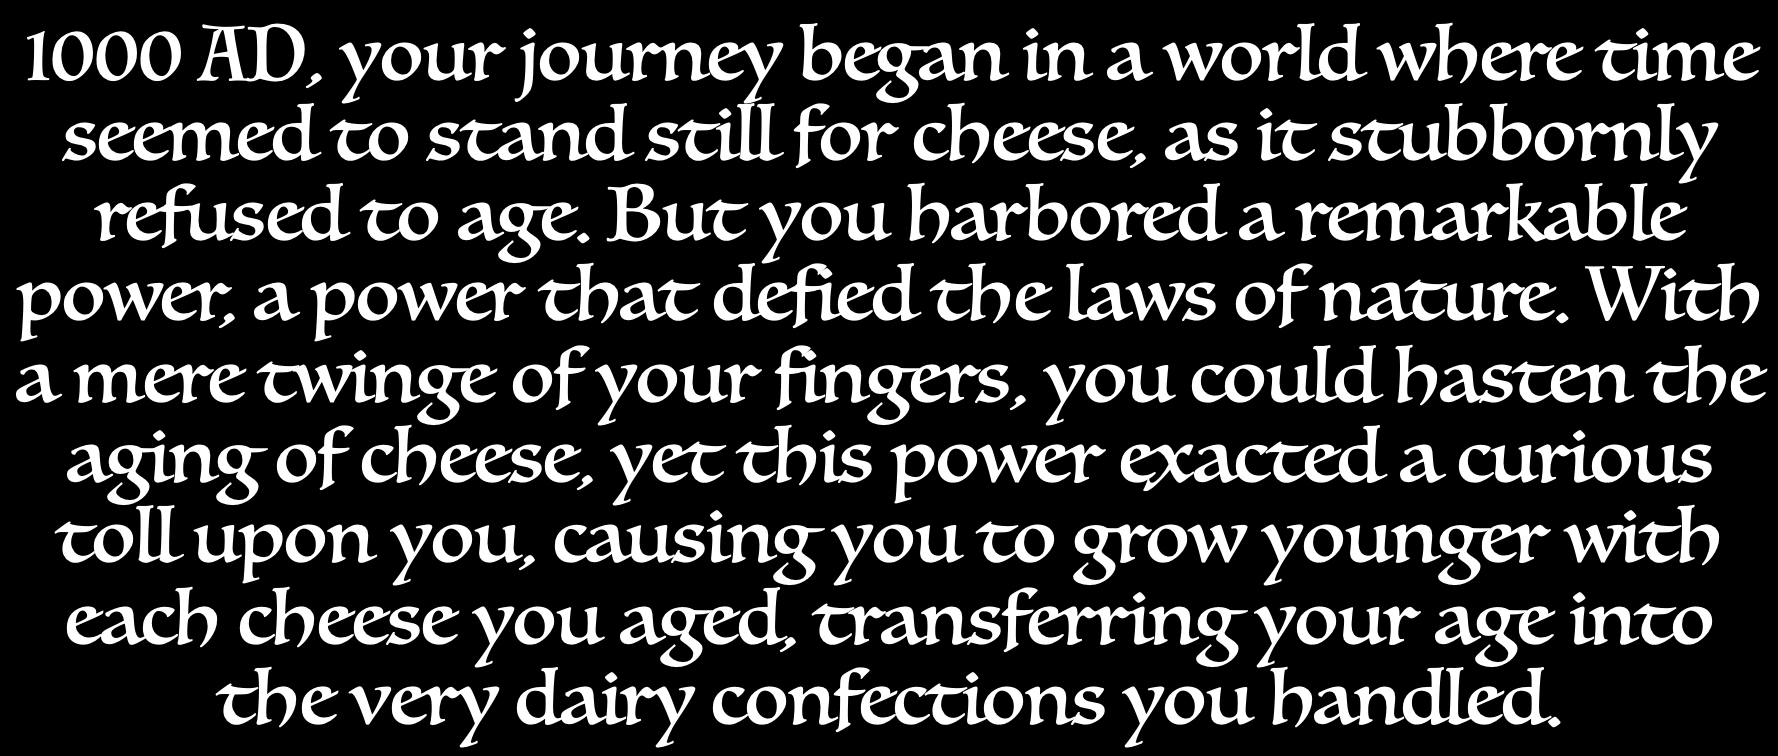 1000 AD, your journey began in a world where time
seemed to stand still for cheese, as it stubbornly
refused to age. But you harbored a remarkable
power, a power that defied the laws of nature. With
a mere twinge of your fingers, you could hasten the
aging of cheese, yet this power exacted a curious
toll upon you, causing you to grow younger with
each cheese you aged, transferring your age into
the very dairy confections you handled.